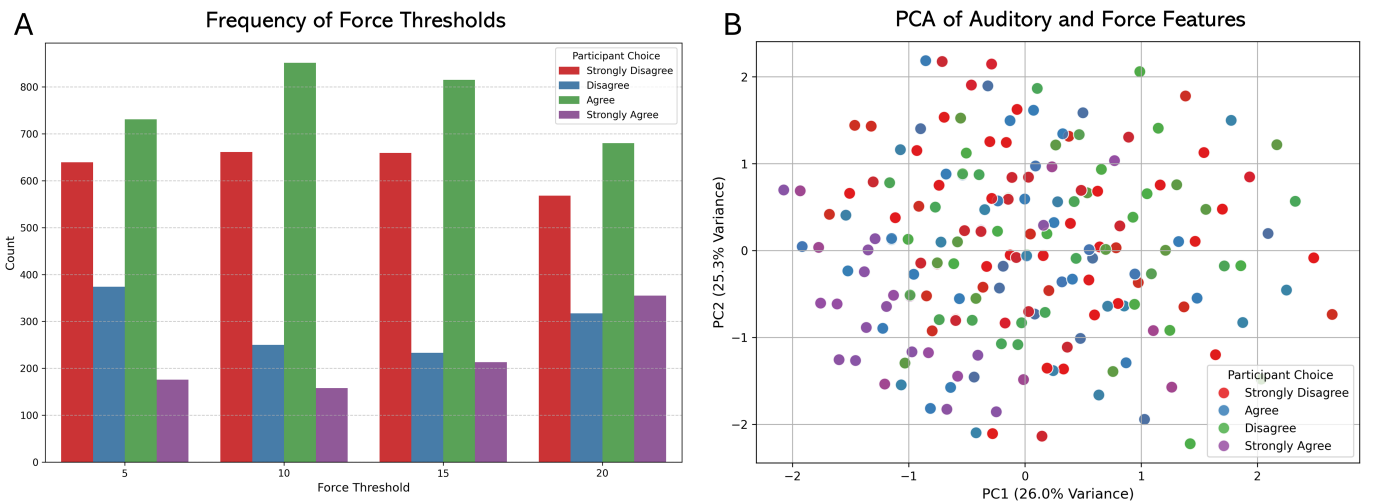 A
Frequency of Force Thresholds
Count
800
700
600
500
400
300
200
100
0
5
10
15
20
Force Threshold
Participant Choice
Strongly Disagree
Disagree
Agree
Strongly Agree
B
PCA of Auditory and Force Features
PC2 (25.3% Variance)
2
1
0
−1
−2
−2
−1
0
1
2
PC1 (26.0% Variance)
Participant Choice
Strongly Disagree
Agree
Disagree
Strongly Agree